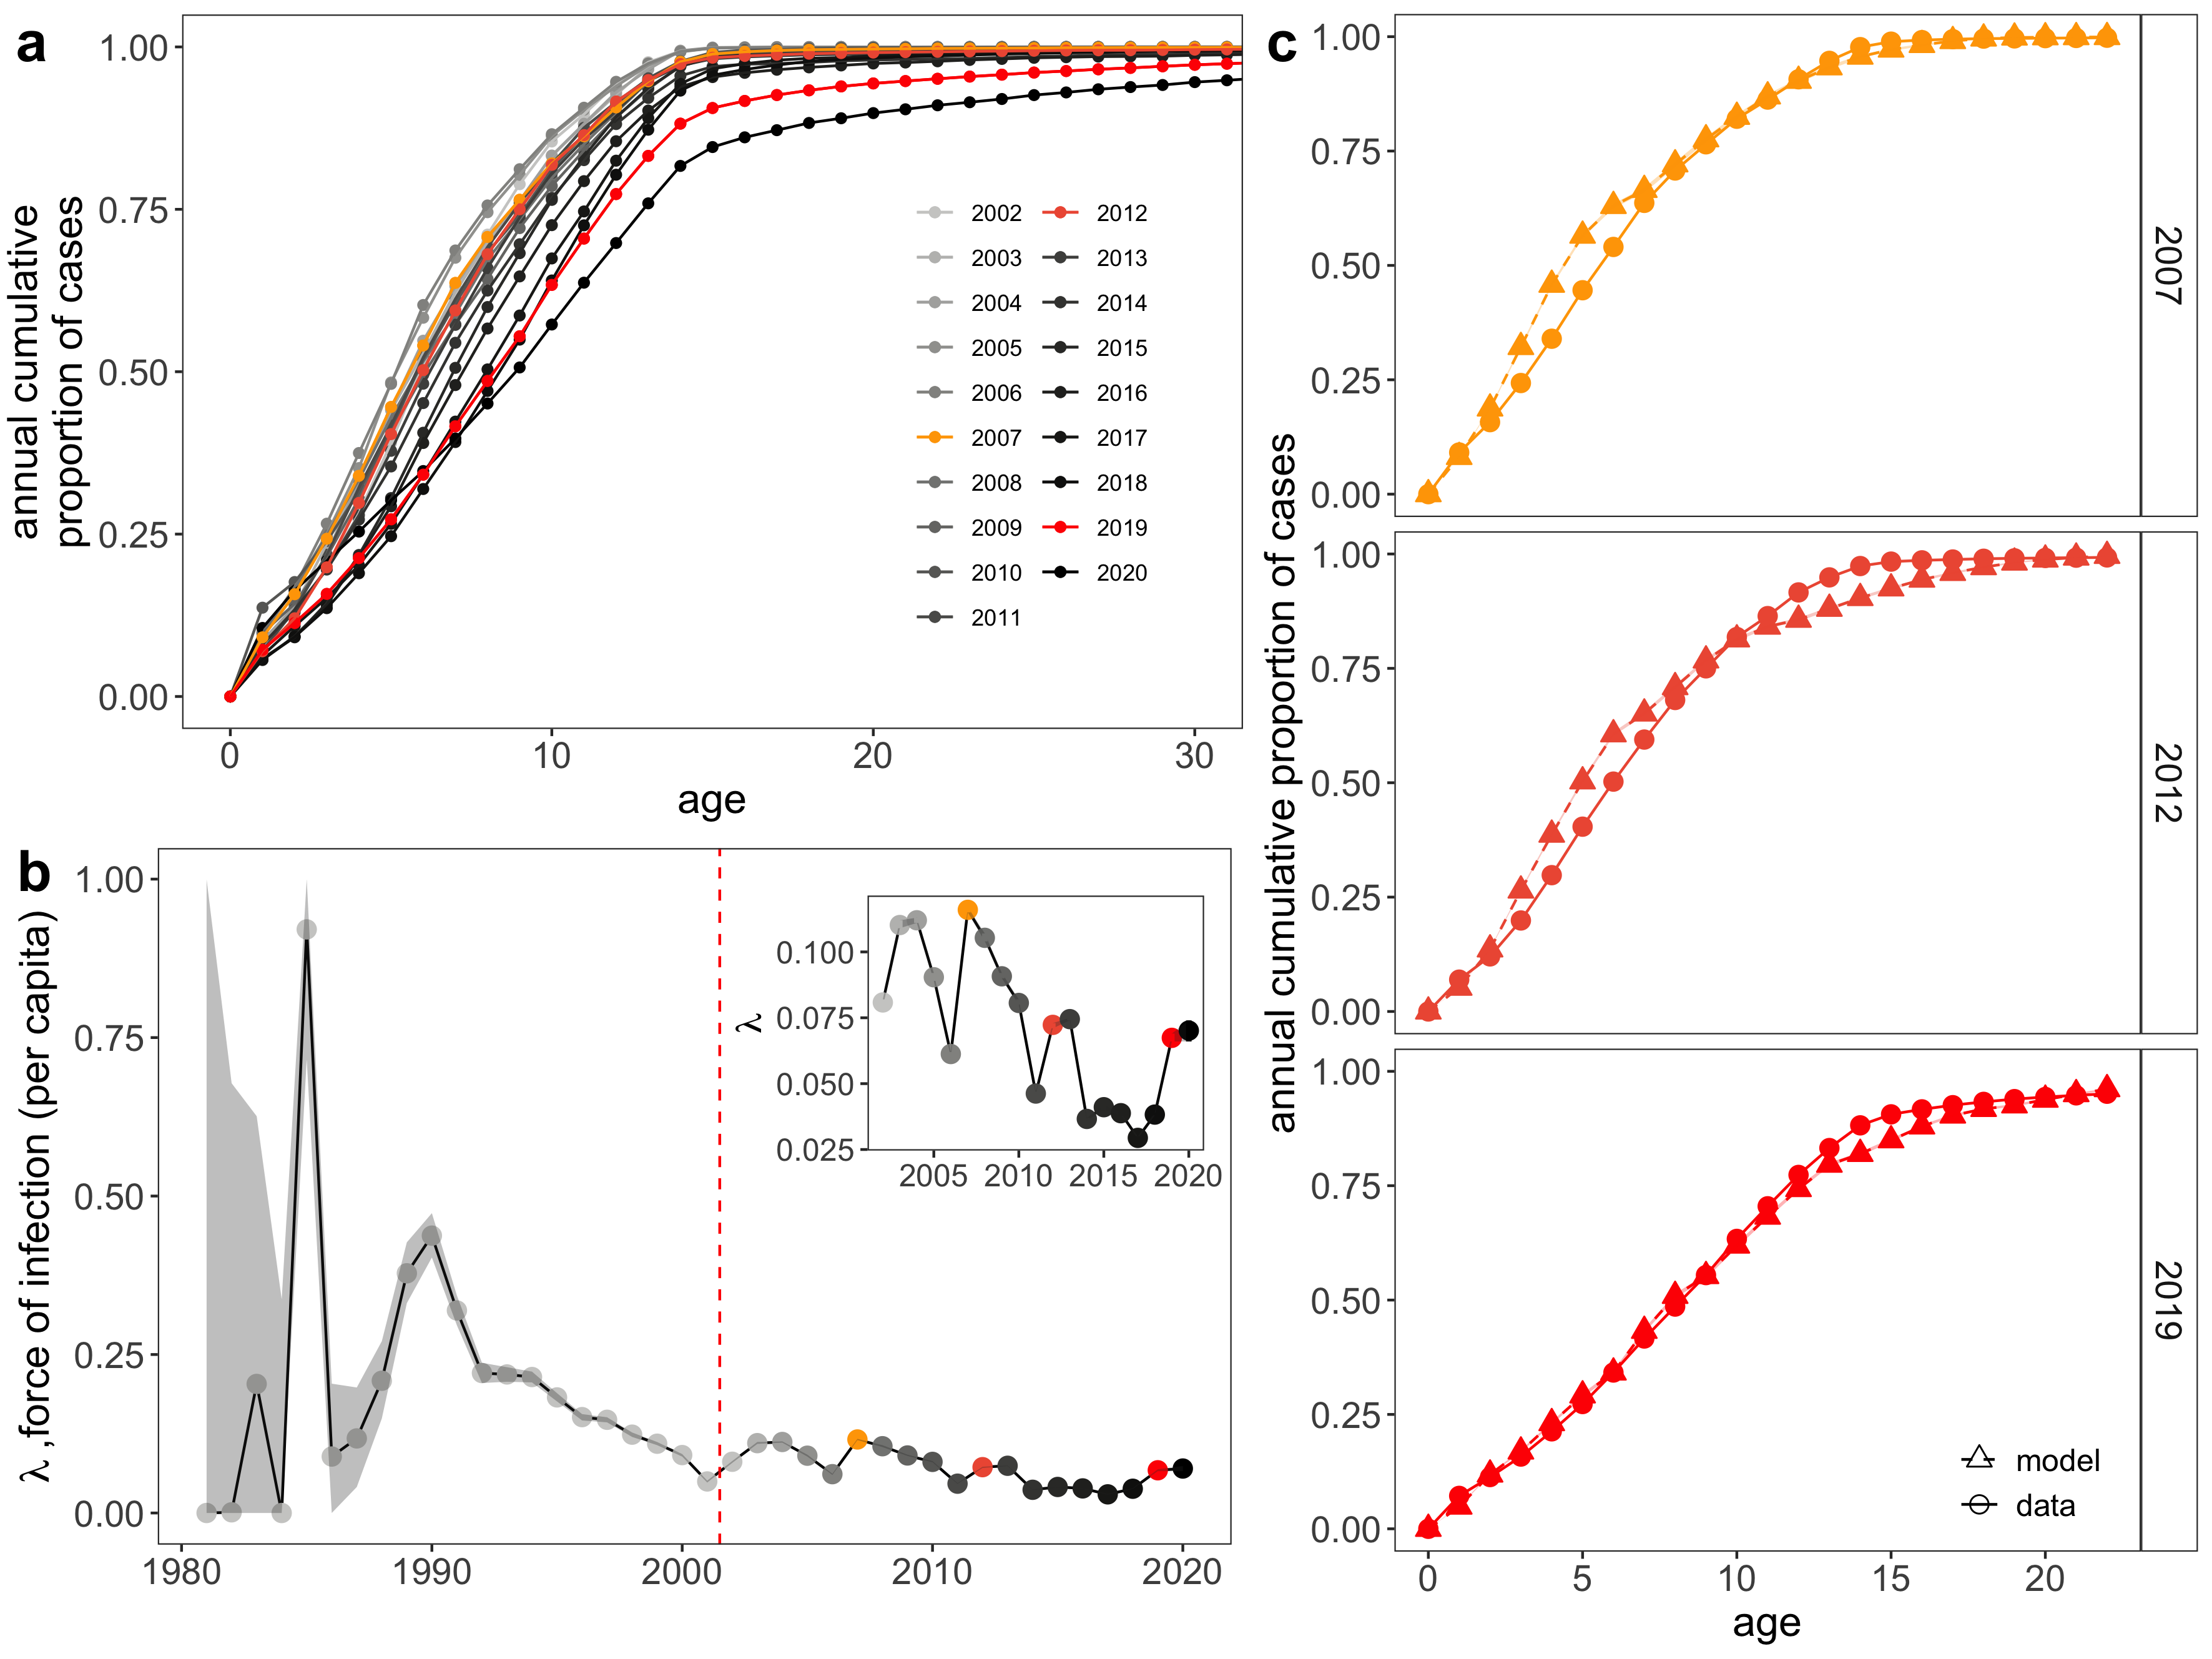 a
annual cumulative
proportion of cases
1.00
0.75
0.50
0.25
0.00
0 10 20 30
age
2002 2012
2003 2013
2004 2014
2005 2015
2006 2016
2007 2017
2008 2018
2009 2019
2010 2020
2011
b
λ ,force of infection (per capita)
1.00
0.75
0.50
0.25
0.00
1980 1990 2000 2010 2020
λ
0.100
0.075
0.050
0.025
2005 2010 2015 2020
c
annual cumulative proportion of cases
1.00
0.75
0.50
0.25
0.00
2007
1.00
0.75
0.50
0.25
0.00
2012
1.00
0.75
0.50
0.25
0.00
2019
model
data
0 5 10 15 20
age